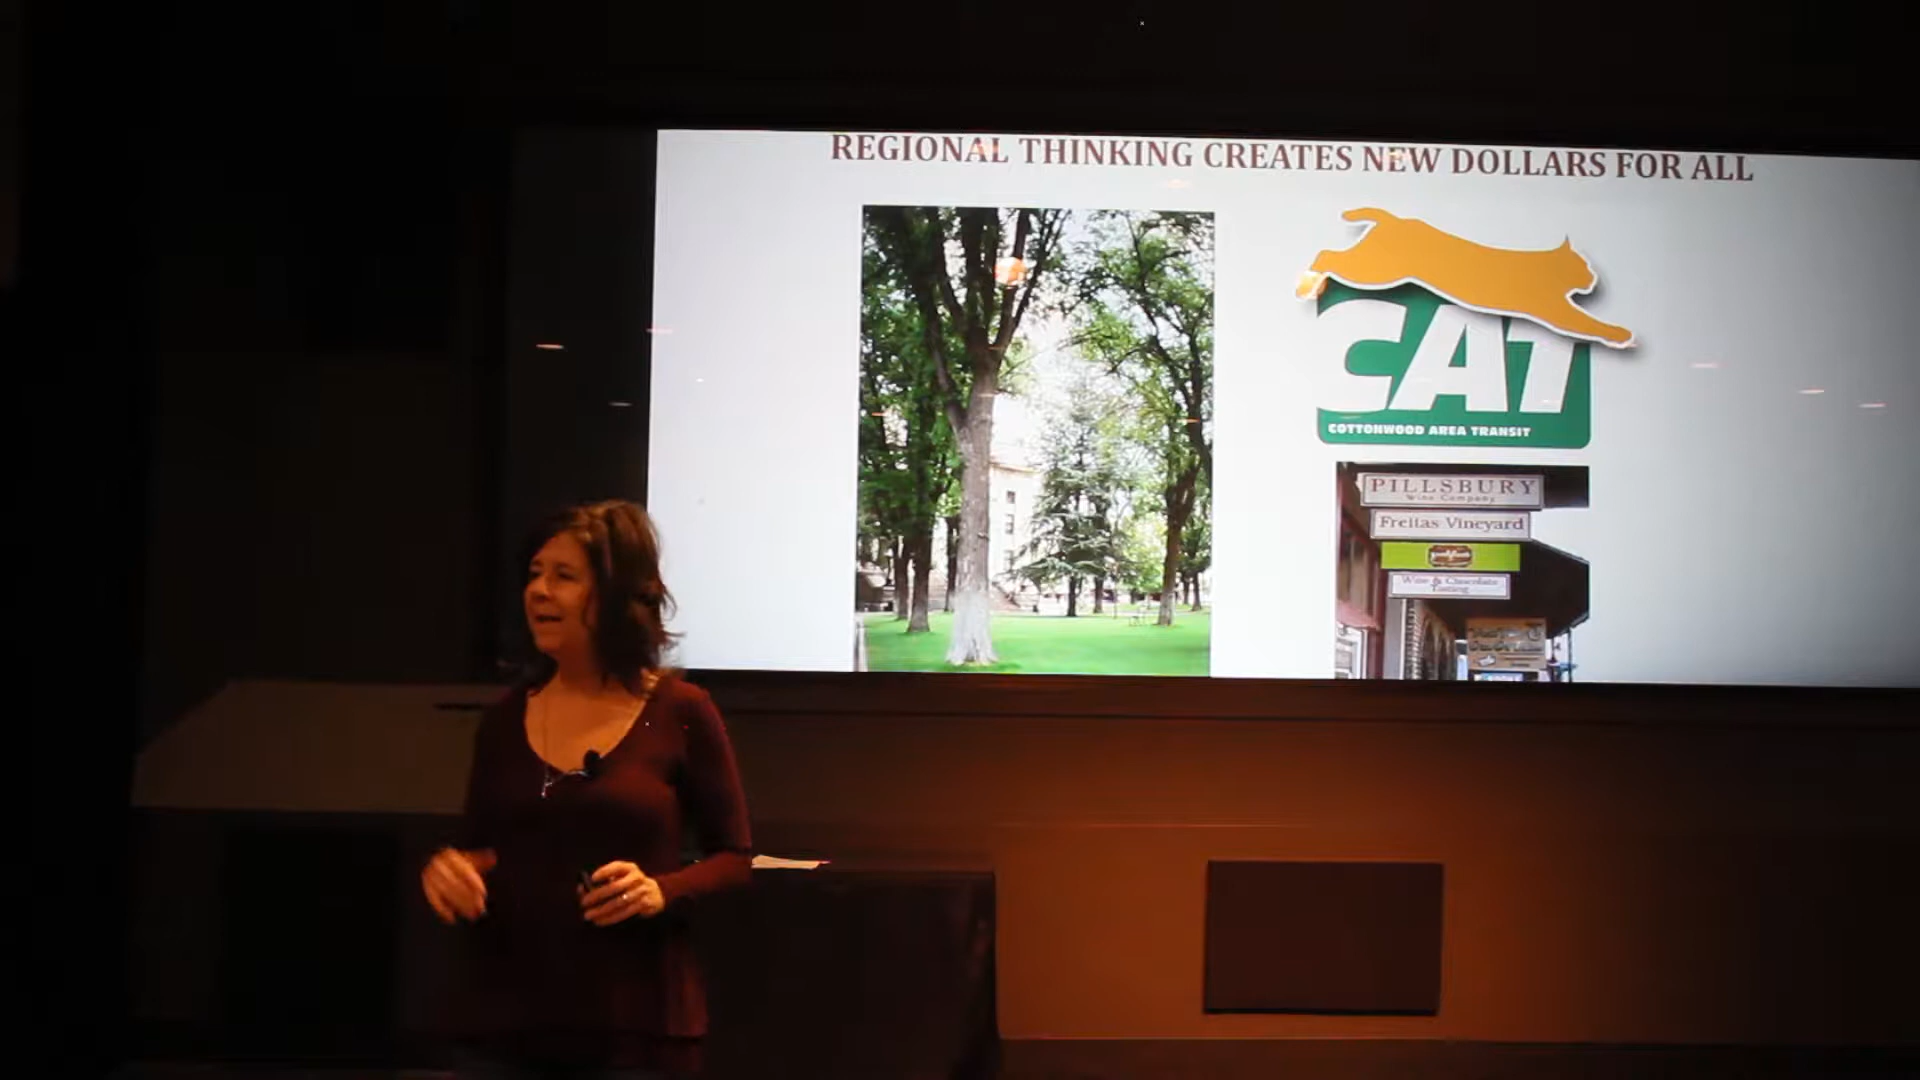 REGIONAL THINKING CREATES NEW DOLLARS FOR ALL
CAT
COTTONWOOD AREA TRANSIT
PILLSBURY
Wine Company
Freitas Vineyard
Wine & Chocolate
Tasting